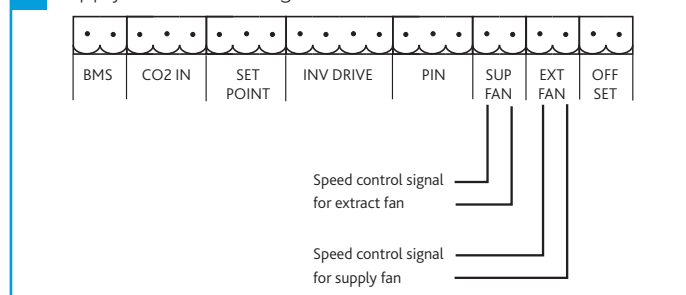 BMS CO2 IN SET INV DRIVE PIN SUP EXT OFF
POINT FAN FAN SET
Speed control signal
for extract fan
Speed control signal
for supply fan